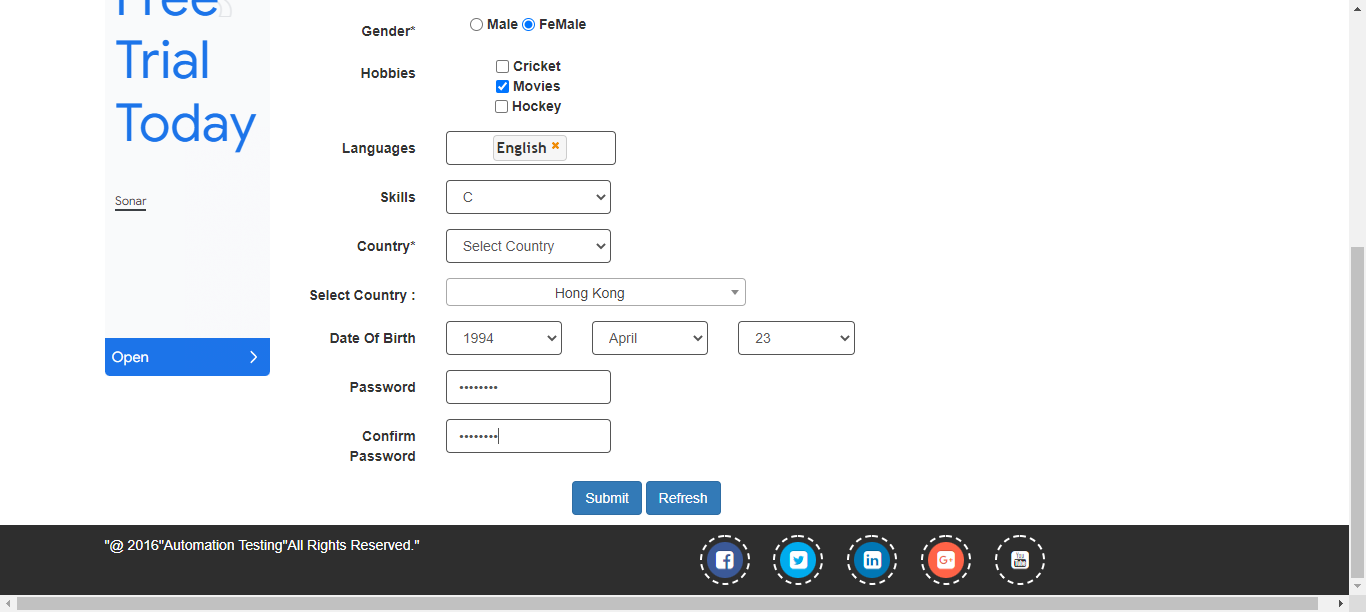 Free
Trial
Today
Sonar
Open
Gender*
Male FeMale
Hobbies
Cricket
Movies
Hockey
Languages
English
Skills
C
Country*
Select Country
Select Country :
Hong Kong
Date Of Birth
1994 April 23
Password
••••••••
Confirm
Password
••••••••
Submit Refresh
"@ 2016"Automation Testing"All Rights Reserved."
f
in
G+
You
Tube